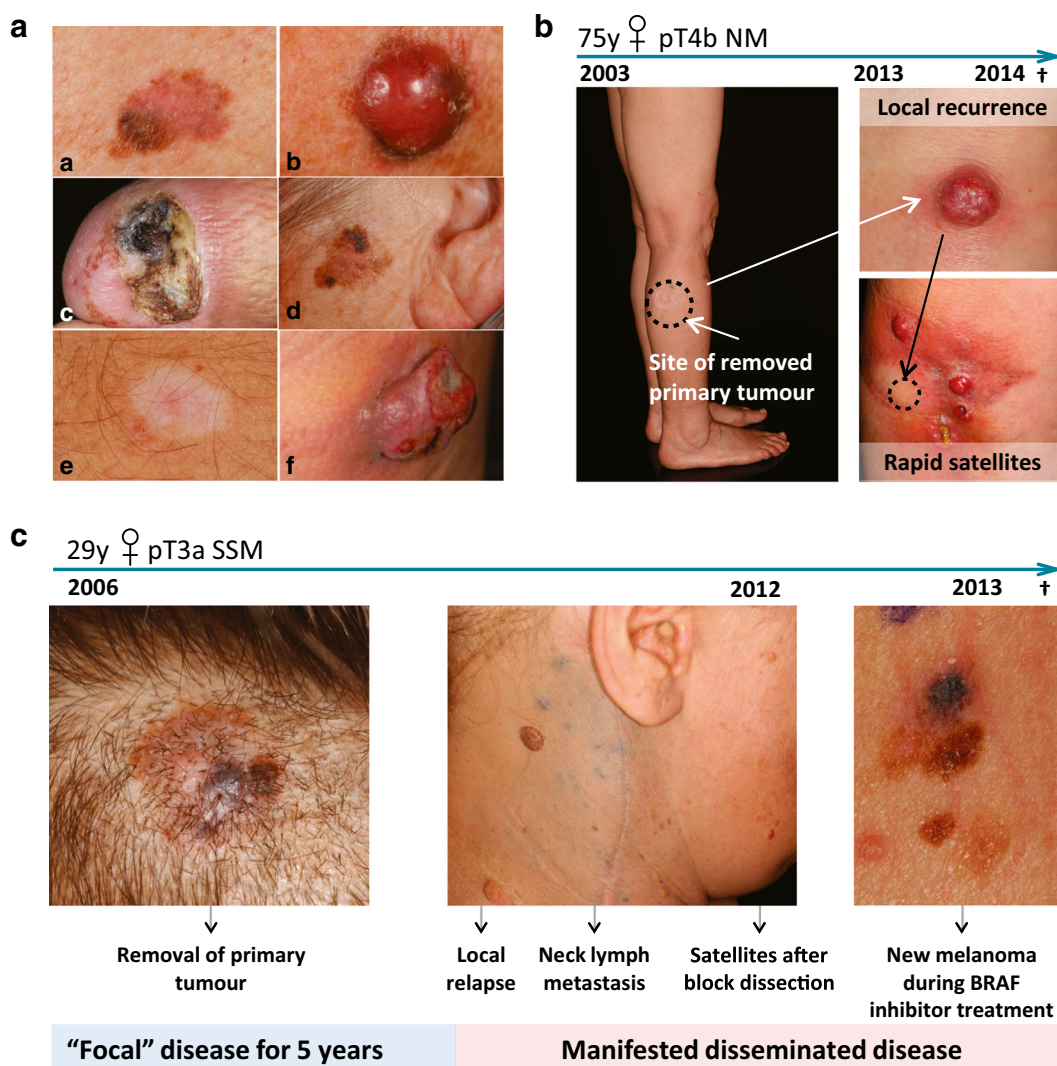 a
a
b
c
d
e
f
b
75y ♀ pT4b NM
2003
2013
2014 †
Local recurrence
Site of removed
primary tumour
Rapid satellites
c
29y ♀ pT3a SSM
2006
2012
2013 †
Removal of primary
tumour
Local
relapse
Neck lymph
metastasis
Satellites after
block dissection
New melanoma
during BRAF
inhibitor treatment
“Focal” disease for 5 years
Manifested disseminated disease